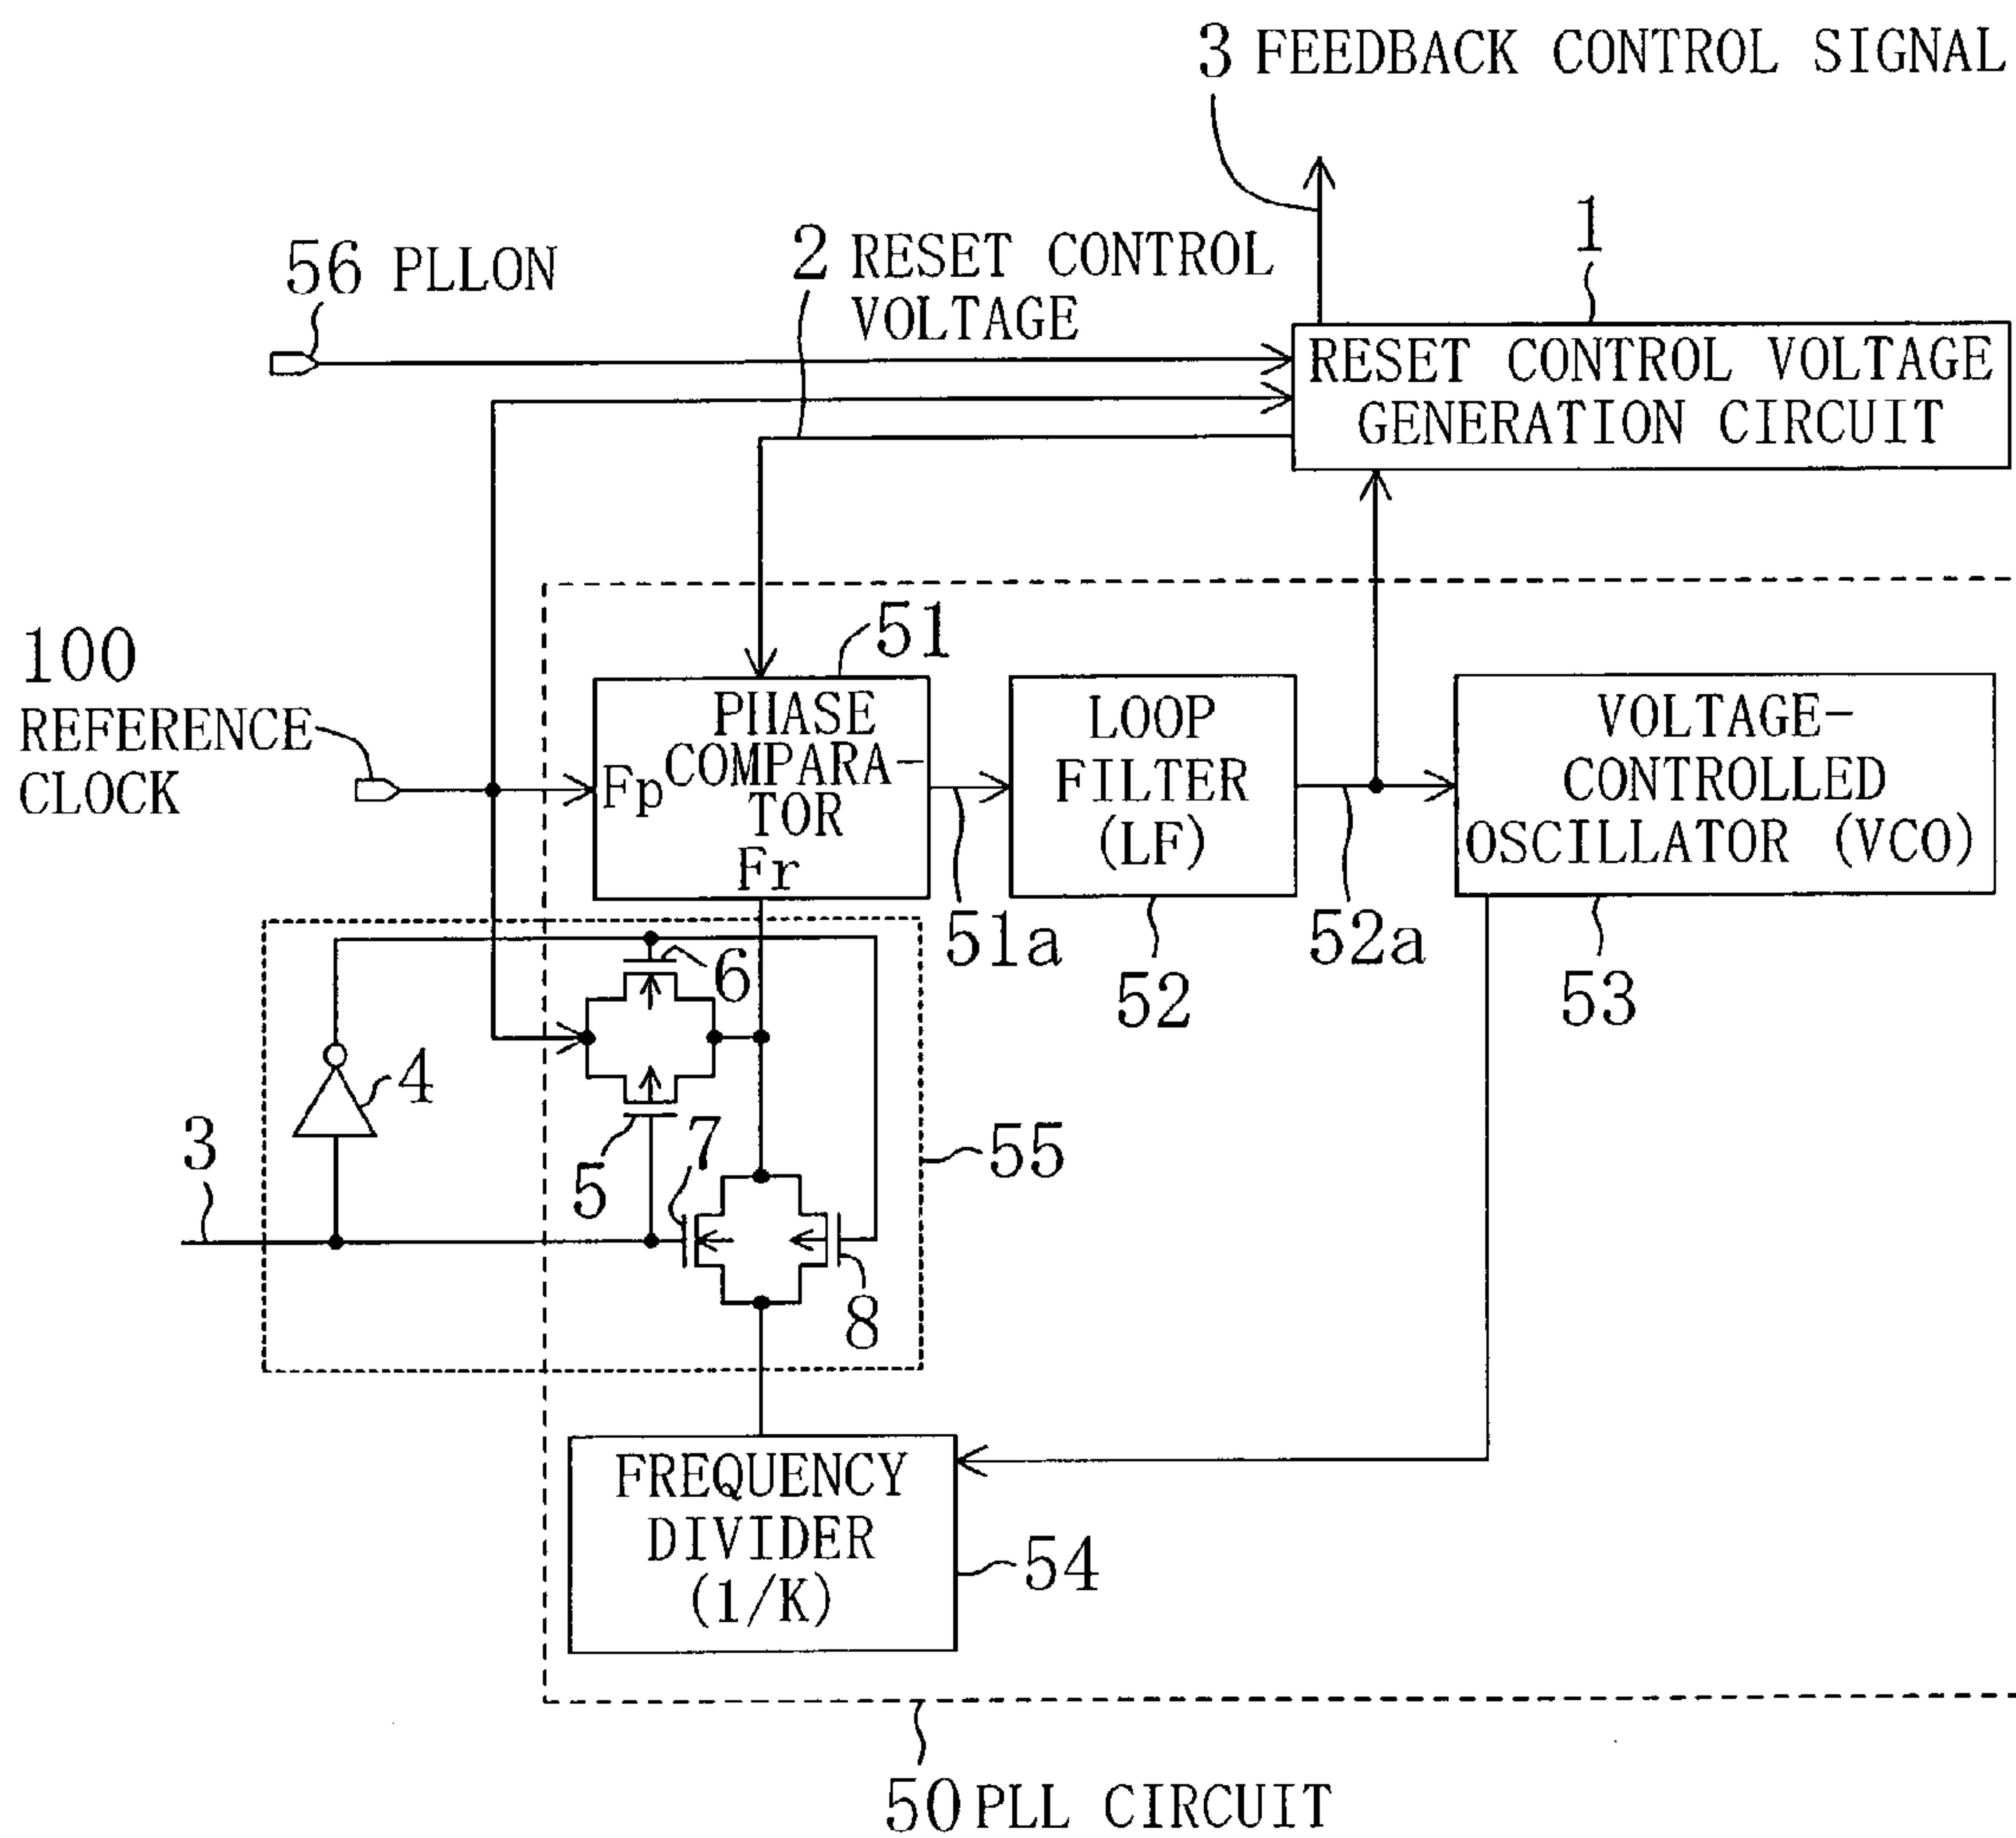 3 FEEDBACK CONTROL SIGNAL
1
2 RESET CONTROL
VOLTAGE
56 PLLON
RESET CONTROL VOLTAGE
GENERATION CIRCUIT
100
REFERENCE
CLOCK
51
Fp
PHASE
COMPARA-
TOR
Fr
LOOP
FILTER
(LF)
VOLTAGE-
CONTROLLED
OSCILLATOR (VCO)
51a
52
52a
53
6
4
5
7
3
55
8
FREQUENCY
DIVIDER
(1/K)
54
50 PLL CIRCUIT